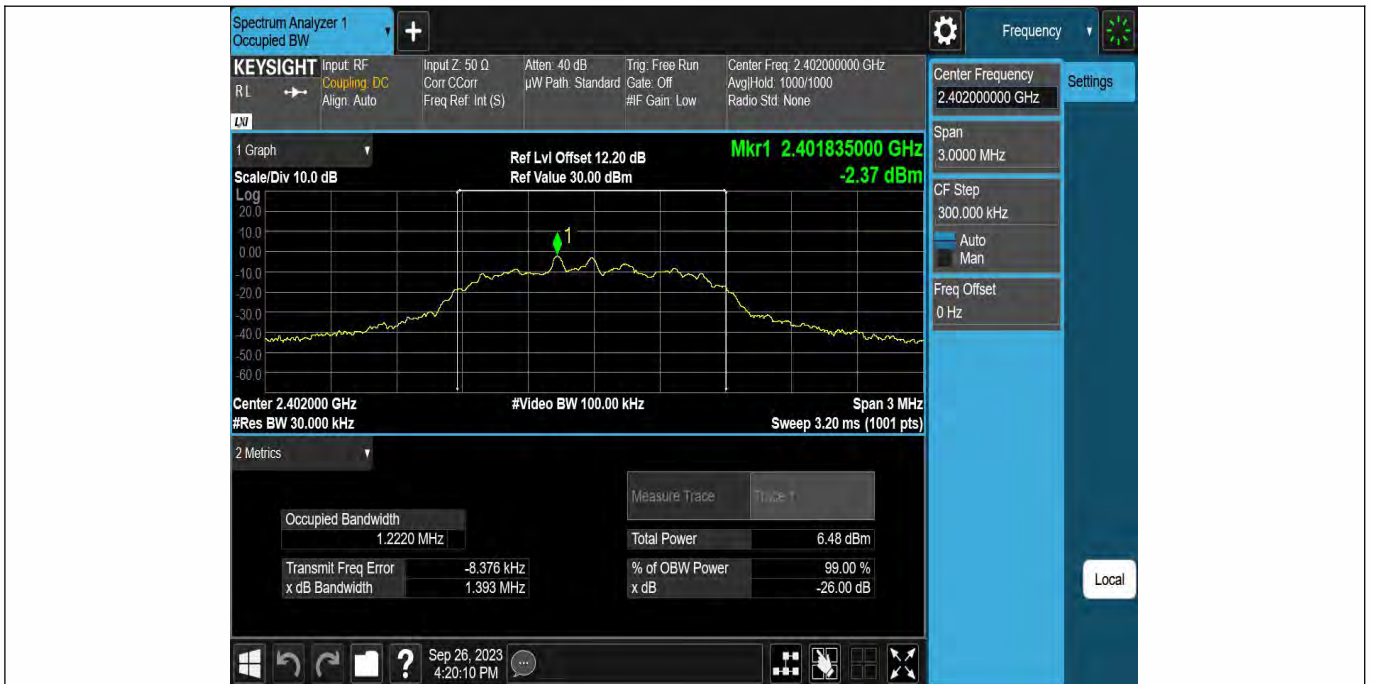 Spectrum Analyzer 1
Occupied BW
+
Frequency
KEYSIGHT
R L
LXI
Input: RF
Coupling: DC
Align: Auto
Input Z: 50 Ω
Corr CCorr
Freq Ref: Int (S)
Atten: 40 dB
µW Path: Standard
Trig: Free Run
Gate: Off
#IF Gain: Low
Center Freq: 2.402000000 GHz
Avg|Hold: 1000/1000
Radio Std: None
Center Frequency
2.402000000 GHz
Settings
Span
3.0000 MHz
CF Step
300.000 kHz
Auto
Man
Freq Offset
0 Hz
Local
1 Graph
Scale/Div 10.0 dB
Ref Lvl Offset 12.20 dB
Ref Value 30.00 dBm
Mkr1 2.401835000 GHz
-2.37 dBm
Log
20.0
10.0
0.00
-10.0
-20.0
-30.0
-40.0
-50.0
-60.0
1
Center 2.402000 GHz
#Res BW 30.000 kHz
#Video BW 100.00 kHz
Span 3 MHz
Sweep 3.20 ms (1001 pts)
2 Metrics
Measure Trace
Trace 1
Occupied Bandwidth
1.2220 MHz
Total Power
6.48 dBm
Transmit Freq Error
-8.376 kHz
% of OBW Power
99.00 %
x dB Bandwidth
1.393 MHz
x dB
-26.00 dB
?
Sep 26, 2023
4:20:10 PM